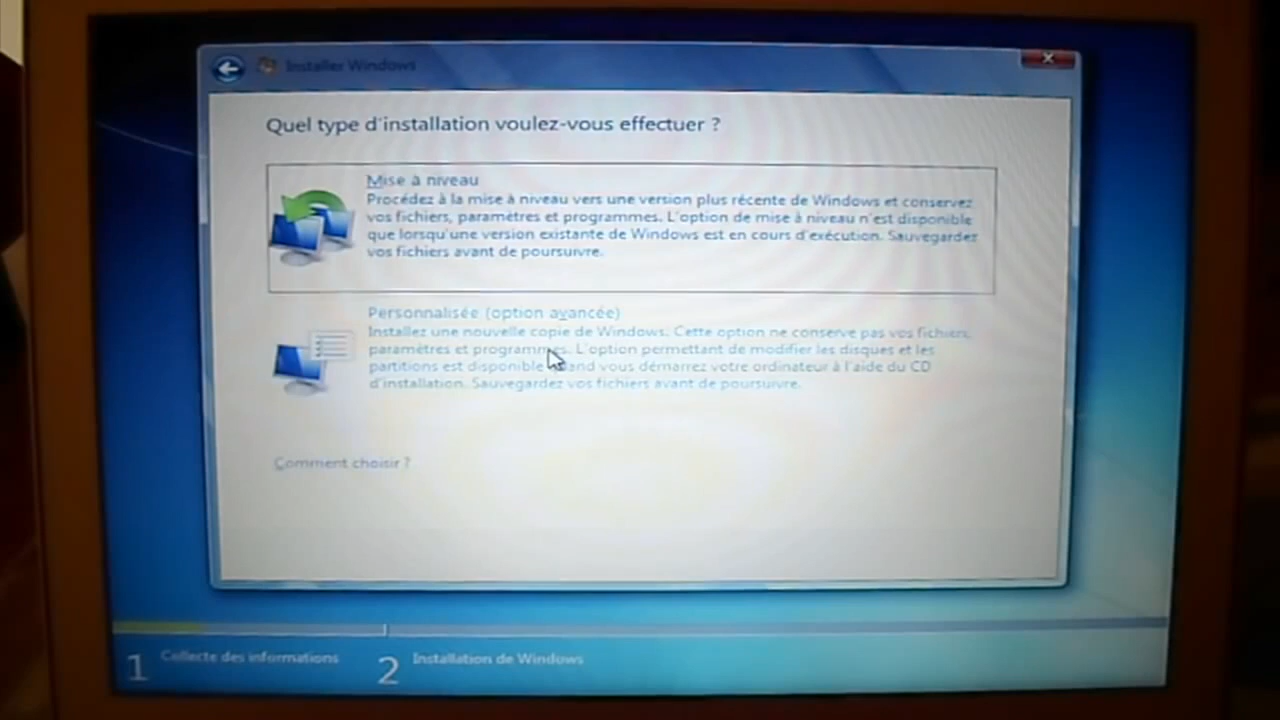 Installer Windows
Quel type d'installation voulez-vous effectuer ?
Mise à niveau
Procédez à la mise à niveau vers une version plus récente de Windows et conservez
vos fichiers, paramètres et programmes. L'option de mise à niveau n'est disponible
que lorsqu'une version existante de Windows est en cours d'exécution. Sauvegardez
vos fichiers avant de poursuivre.
Personnalisée (option avancée)
Installez une nouvelle copie de Windows. Cette option ne conserve pas vos fichiers,
paramètres et programmes. L'option permettant de modifier les disques et les
partitions est disponible quand vous démarrez votre ordinateur à l'aide du CD
d'installation. Sauvegardez vos fichiers avant de poursuivre.
Comment choisir ?
1 Collecte des informations 2 Installation de Windows